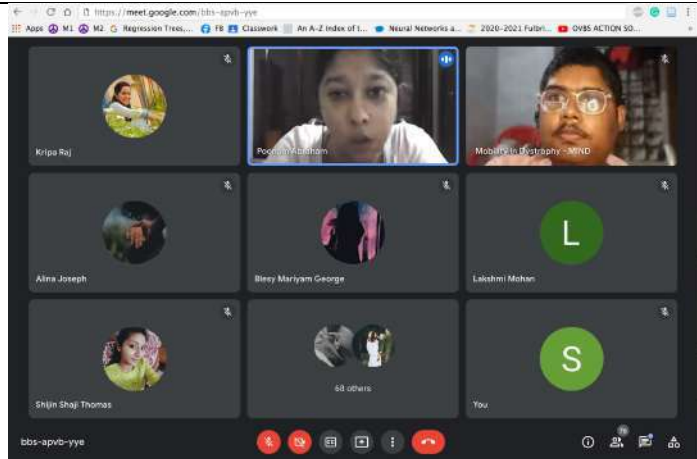 https://meet.google.com/bbs-apvb-yye
Apps M1 M2 Regression Trees,... FB Classwork An A-Z Index of t... Neural Networks a... 2020-2021 Fulbri... OVBS ACTION SO...
Kripa Raj
Poonam Abraham
Mobility in Dystrophy - MIND
Alina Joseph
Blesy Mariyam George
L
Lakshmi Mohan
Shijin Shaji Thomas
68 others
S
You
bbs-apvb-yye